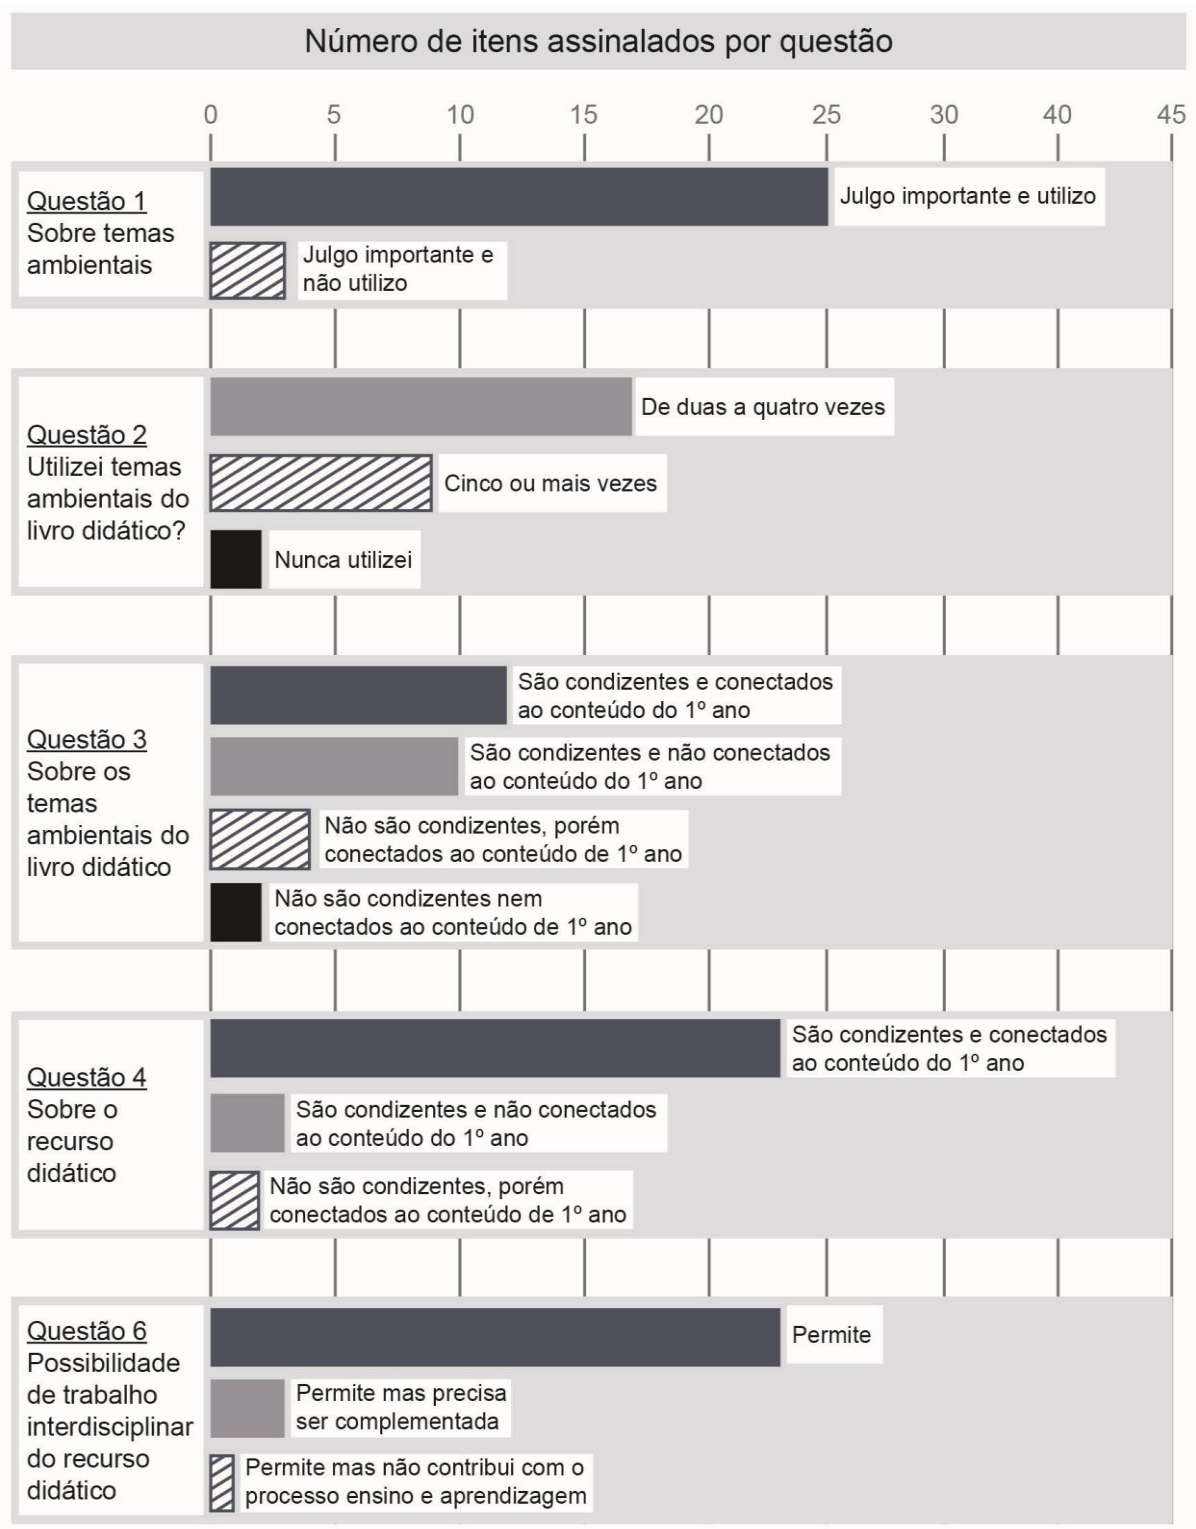 Número de itens assinalados por questão
0 5 10 15 20 25 30 40 45
Questão 1
Sobre temas
ambientais
Julgo importante e utilizo
Julgo importante e
não utilizo
Questão 2
Utilizei temas
ambientais do
livro didático?
De duas a quatro vezes
Cinco ou mais vezes
Nunca utilizei
Questão 3
Sobre os
temas
ambientais do
livro didático
São condizentes e conectados
ao conteúdo do 1º ano
São condizentes e não conectados
ao conteúdo do 1º ano
Não são condizentes, porém
conectados ao conteúdo de 1º ano
Não são condizentes nem
conectados ao conteúdo de 1º ano
Questão 4
Sobre o
recurso
didático
São condizentes e conectados
ao conteúdo do 1º ano
São condizentes e não conectados
ao conteúdo do 1º ano
Não são condizentes, porém
conectados ao conteúdo de 1º ano
Questão 6
Possibilidade
de trabalho
interdisciplinar
do recurso
didático
Permite
Permite mas precisa
ser complementada
Permite mas não contribui com o
processo ensino e aprendizagem